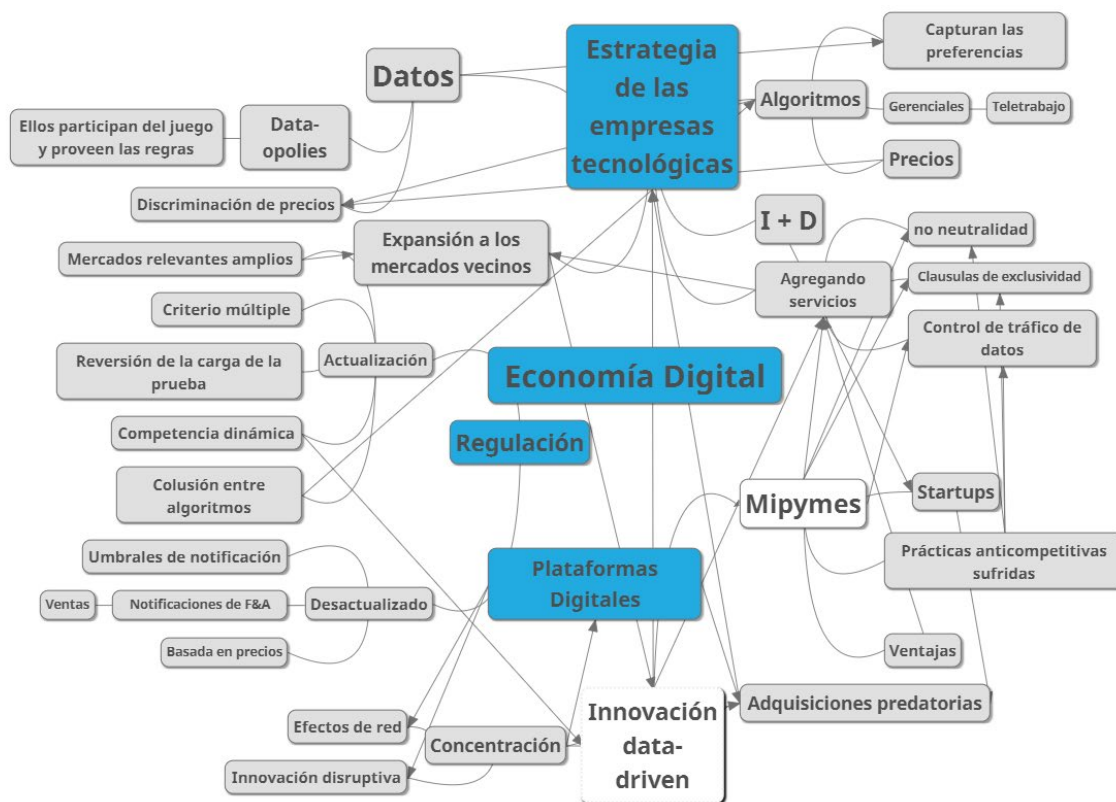 Estrategia
de las
empresas
tecnológicas
Datos
Capturan las
preferencias
Algoritmos
Gerenciales
Teletrabajo
Ellos participan del juego
y proveen las regras
Data-
opolies
Precios
Discriminación de precios
I + D
no neutralidad
Mercados relevantes amplios
Expansión a los
mercados vecinos
Agregando
servicios
Clausulas de exclusividad
Criterio múltiple
Control de tráfico de
datos
Reversión de la carga de la
prueba
Actualización
Economía Digital
Competencia dinámica
Regulación
Colusión entre
algoritmos
Mipymes
Startups
Umbrales de notificación
Plataformas
Digitales
Prácticas anticompetitivas
sufridas
Ventas
Notificaciones de F&A
Desactualizado
Basada en precios
Ventajas
Adquisiciones predatorias
Efectos de red
Concentración
Innovación
data-
driven
Innovación disruptiva